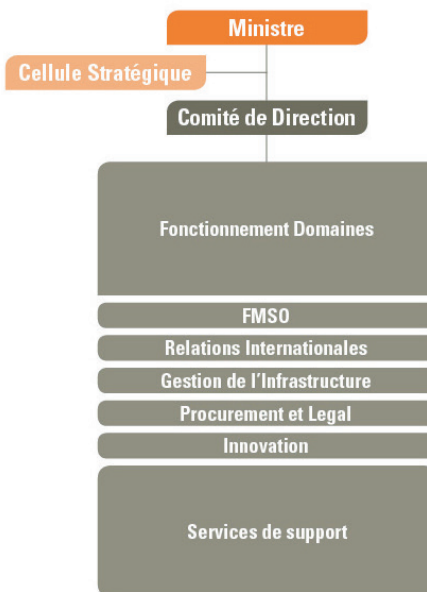 Ministre
Cellule Stratégique
Comité de Direction
Fonctionnement Domaines
FMSO
Relations Internationales
Gestion de l'Infrastructure
Procurement et Legal
Innovation
Services de support